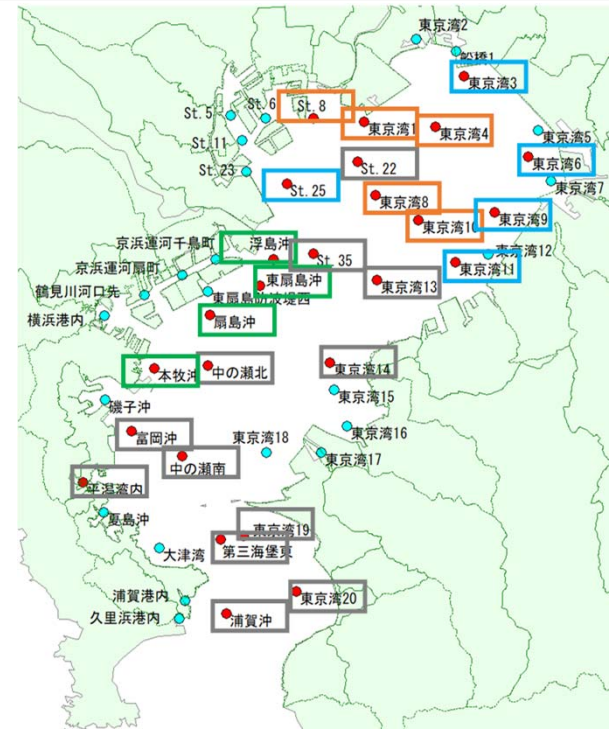 東京湾2
船橋1
東京湾3
St. 6
St. 8
St. 5
東京湾1
東京湾4
東京湾5
St. 11
St. 22
東京湾6
St. 23
St. 25
東京湾7
東京湾8
東京湾9
東京湾10
京浜運河千鳥町
浮島沖
St. 35
東京湾12
東京湾11
京浜運河扇町
東扇島沖
東京湾13
鶴見川河口先
東扇島防波堤西
横浜港内
扇島沖
本牧沖
中の瀬北
東京湾14
東京湾15
磯子沖
富岡沖
東京湾18
東京湾16
中の瀬南
東京湾17
平潟湾内
夏島沖
東京湾19
大津湾
第三海堡東
浦賀港内
東京湾20
久里浜港内
浦賀沖